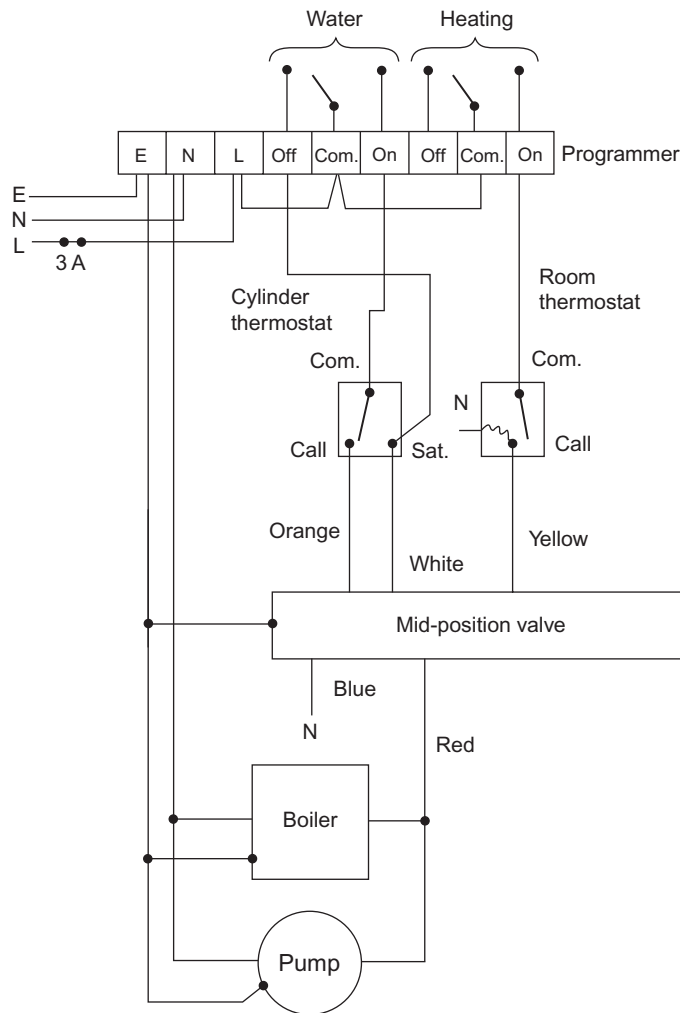 Water Heating
E N L Off Com. On Off Com. On Programmer
E
N
L
3 A
Cylinder
thermostat
Room
thermostat
Com. Com.
N
Call Sat. Call
Orange
White
Yellow
Mid-position valve
Blue
N
Red
Boiler
Pump